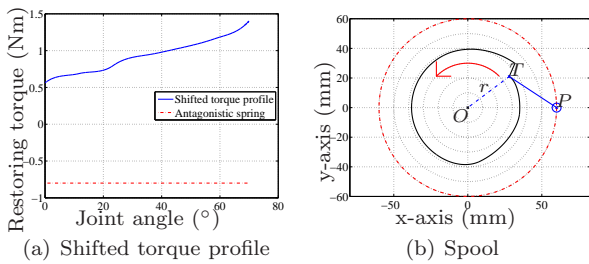 Restoring torque (Nm)
1.5
1
0.5
0
-0.5
-1
0 20 40 60 80
Joint angle (°)
Shifted torque profile
Antagonistic spring
(a) Shifted torque profile
y-axis (mm)
60
40
20
0
-20
-40
-60
-50 0 50
x-axis (mm)
T
r
O
P
(b) Spool